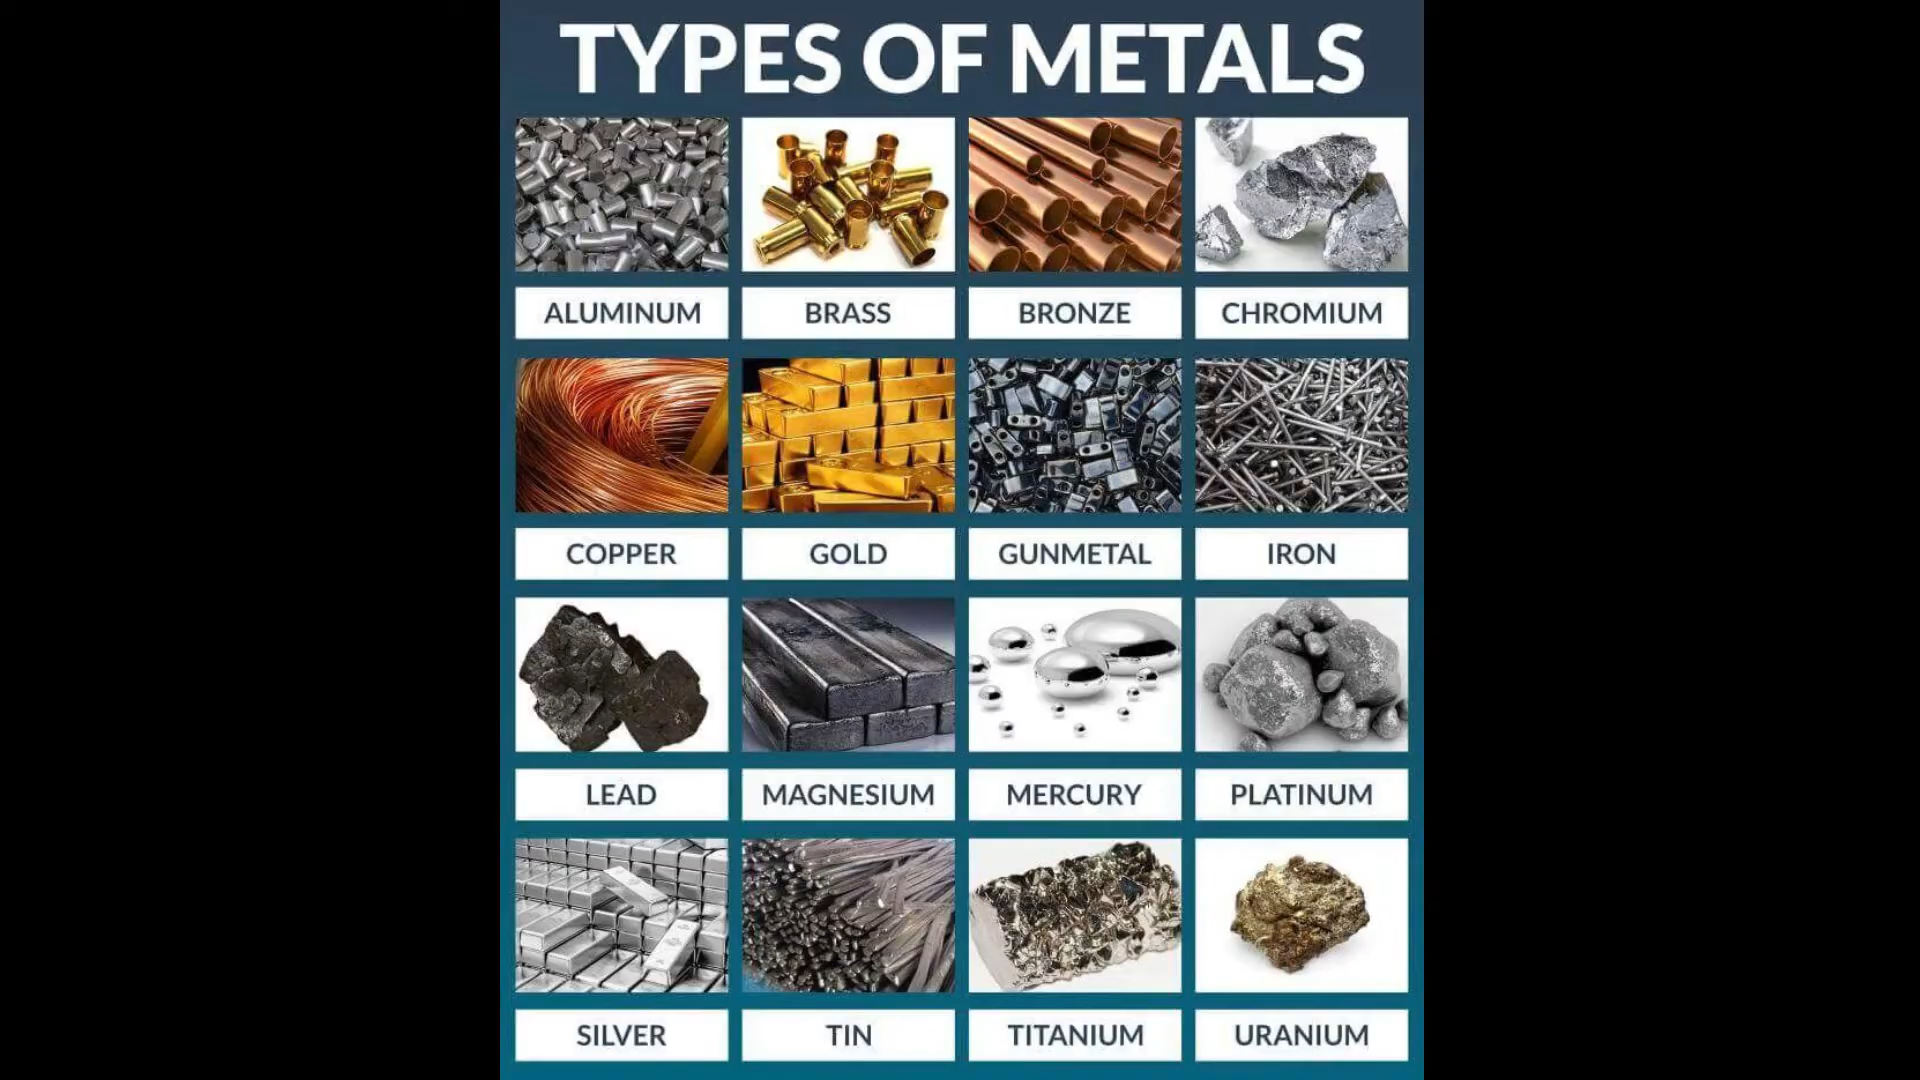 TYPES OF METALS
ALUMINUM
BRASS
BRONZE
CHROMIUM
COPPER
GOLD
GUNMETAL
IRON
LEAD
MAGNESIUM
MERCURY
PLATINUM
SILVER
TIN
TITANIUM
URANIUM